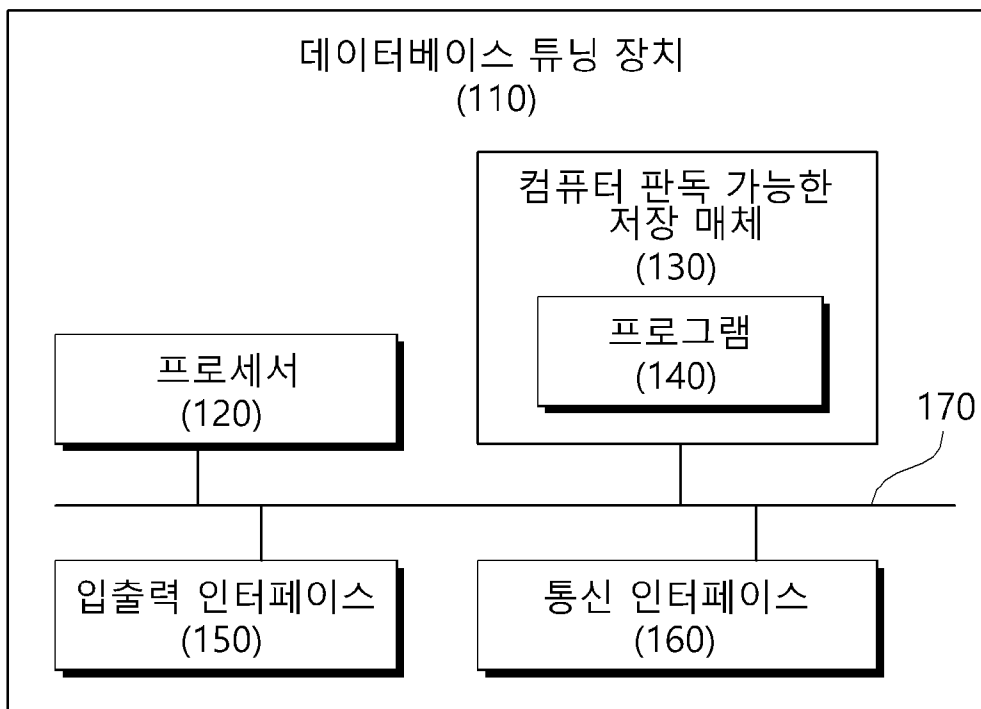 데이터베이스 튜닝 장치
(110)
컴퓨터 판독 가능한
저장 매체
(130)
프로그램
(140)
프로세서
(120)
170
입출력 인터페이스
(150)
통신 인터페이스
(160)